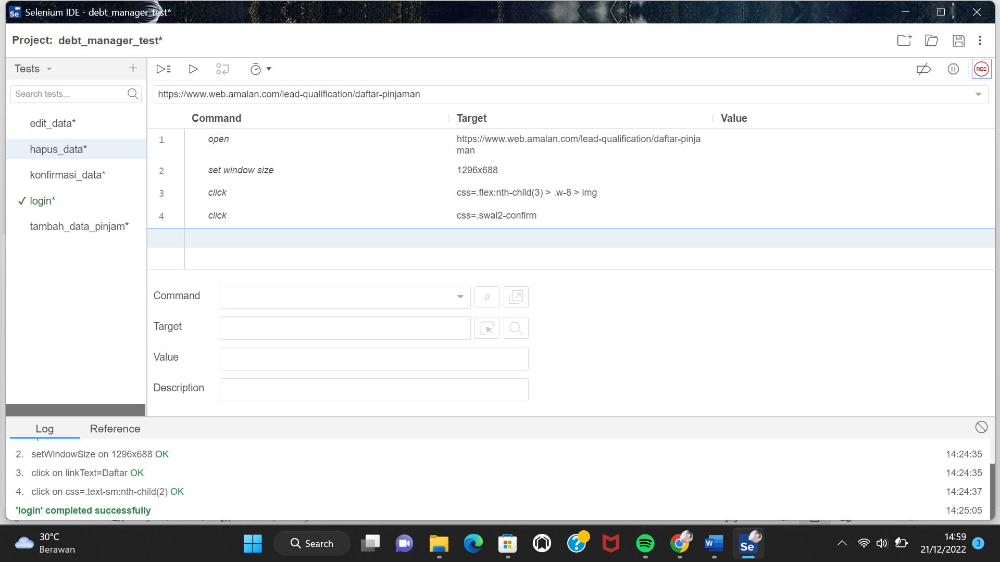 Selenium IDE - debt_manager_test*
Project: debt_manager_test*
Tests
Search tests...
edit_data*
hapus_data*
konfirmasi_data*
✓ login*
tambah_data_pinjam*
REC
https://www.web.amalan.com/lead-qualification/daftar-pinjaman
Command Target Value
1 open https://www.web.amalan.com/lead-qualification/daftar-pinja
man
2 set window size 1296x688
3 click css=.flex:nth-child(3) > .w-8 > img
4 click css=.swal2-confirm
Command
//
Target
Value
Description
Log Reference
2. setWindowSize on 1296x688 OK 14:24:35
3. click on linkText=Daftar OK 14:24:35
4. click on css=.text-sm:nth-child(2) OK 14:24:37
'login' completed successfully 14:25:05
30°C
Berawan
Search
Se
14:59
21/12/2022
3